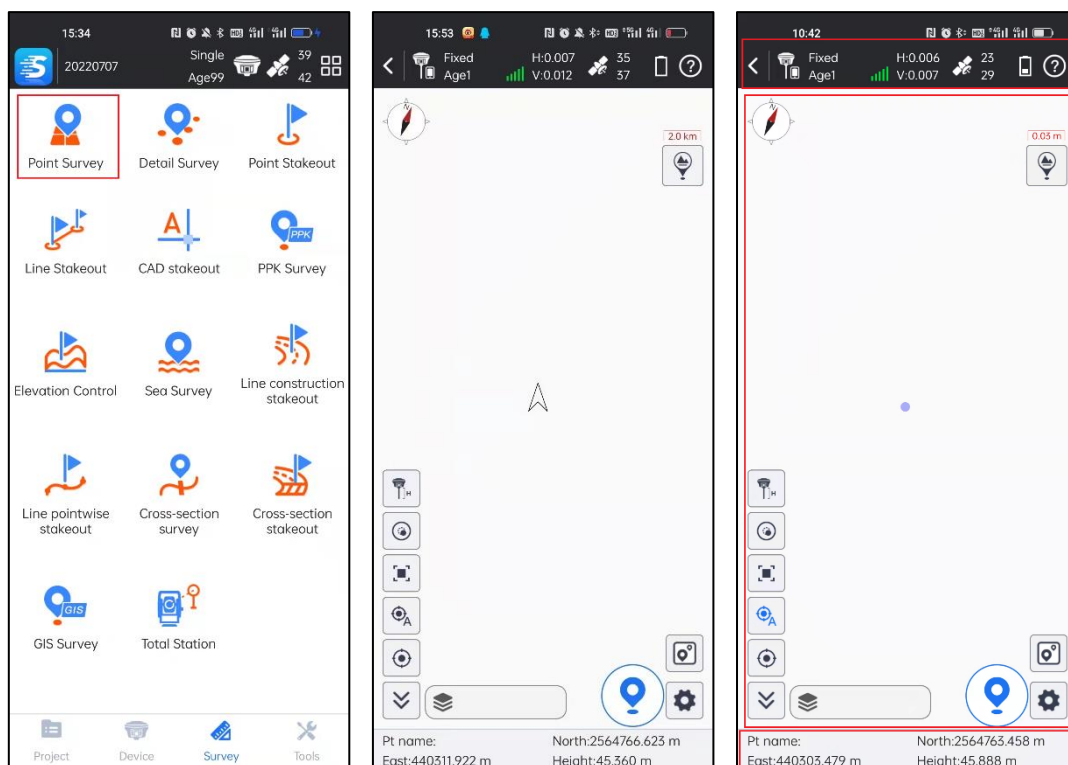 15:34
20220707
Single
Age99
39
42
Point Survey
Detail Survey
Point Stakeout
Line Stakeout
CAD stakeout
PPK
PPK Survey
Elevation Control
Sea Survey
Line construction
stakeout
Line pointwise
stakeout
Cross-section
survey
Cross-section
stakeout
GIS
GIS Survey
Total Station
Project
Device
Survey
Tools
15:53
Fixed
Age1
H:0.007
V:0.012
35
37
N
2.0 km
H
A
Pt name:
North:2564766.623 m
East:440311.922 m
Height:45.360 m
10:42
Fixed
Age1
H:0.006
V:0.007
23
29
N
0.03 m
H
A
Pt name:
North:2564763.458 m
East:440303.479 m
Height:45.888 m